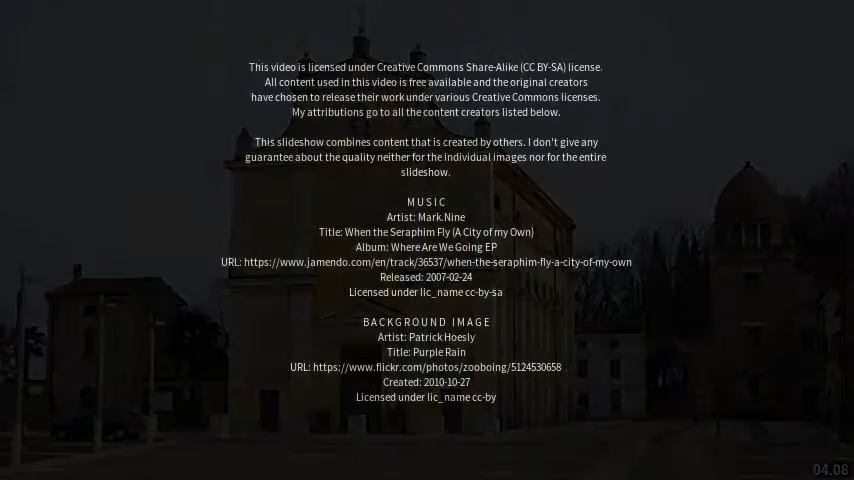 This video is licensed under Creative Commons Share-Alike (CC BY-SA) license.
All content used in this video is free available and the original creators
have chosen to release their work under various Creative Commons licenses.
My attributions go to all the content creators listed below.
This slideshow combines content that is created by others. I don't give any
guarantee about the quality neither for the individual images nor for the entire
slideshow.
MUSIC
Artist: Mark.Nine
Title: When the Seraphim Fly (A City of my Own)
Album: Where Are We Going EP
URL: https://www.jamendo.com/en/track/36537/when-the-seraphim-fly-a-city-of-my-own
Released: 2007-02-24
Licensed under lic_name cc-by-sa
BACKGROUND IMAGE
Artist: Patrick Hoesly
Title: Purple Rain
URL: https://www.flickr.com/photos/zooboing/5124530658
Created: 2010-10-27
Licensed under lic_name cc-by
04.08